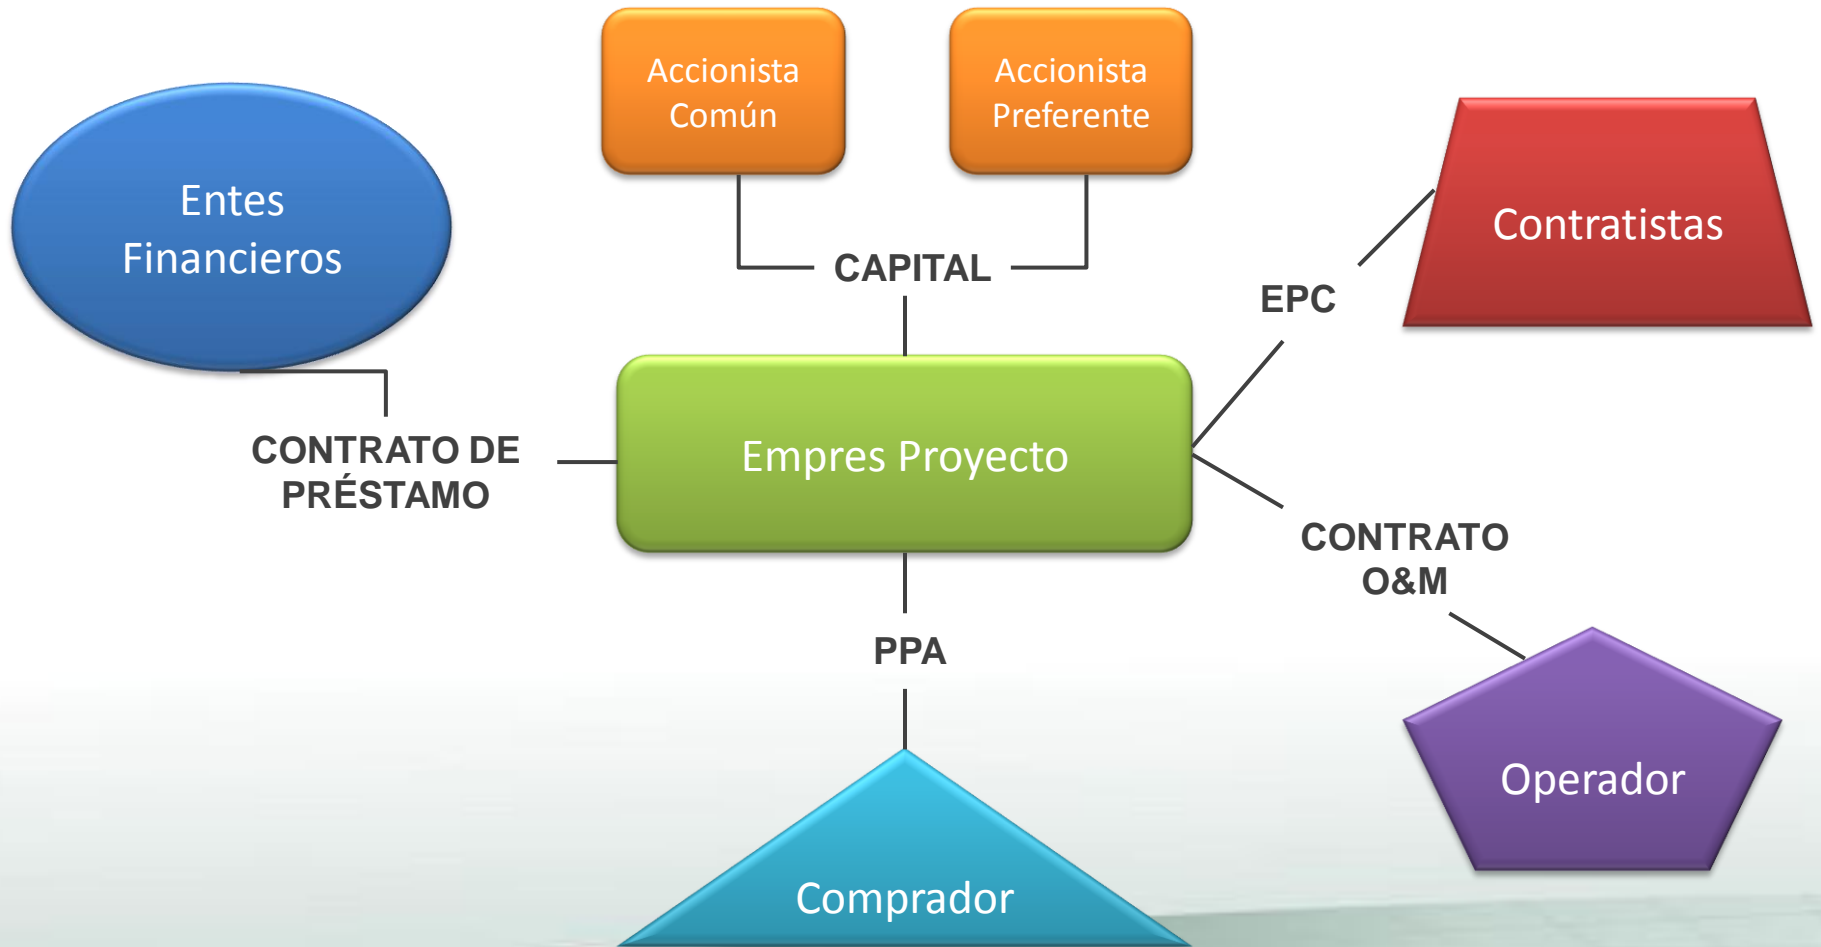 Accionista
Común
Accionista
Preferente
Entes
Financieros
Contratistas
CAPITAL
EPC
CONTRATO DE
PRÉSTAMO
Empres Proyecto
CONTRATO
O&M
PPA
Operador
Comprador